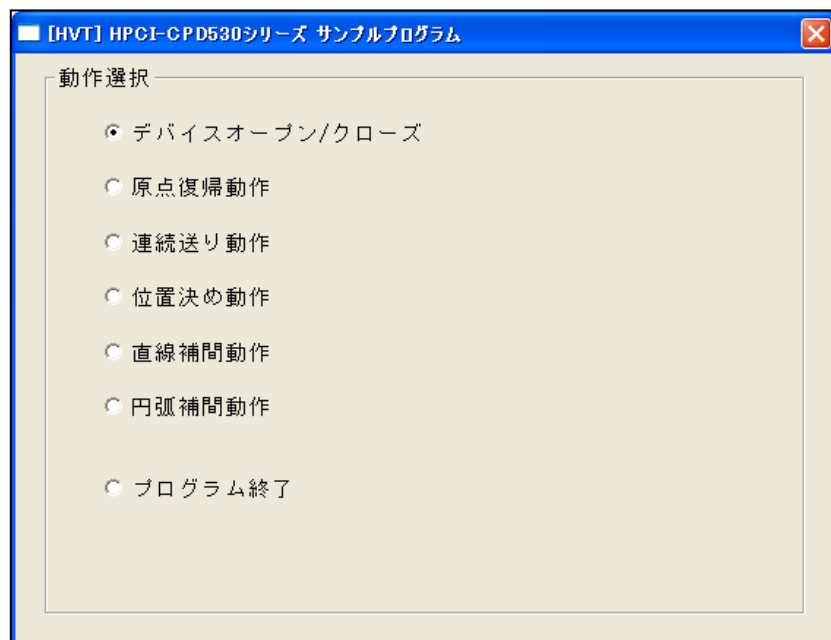 [HVT] HPCI-CPD530シリーズ サンプルプログラム
動作選択
デバイスオープン/クローズ
原点復帰動作
連続送り動作
位置決め動作
直線補間動作
円弧補間動作
プログラム終了